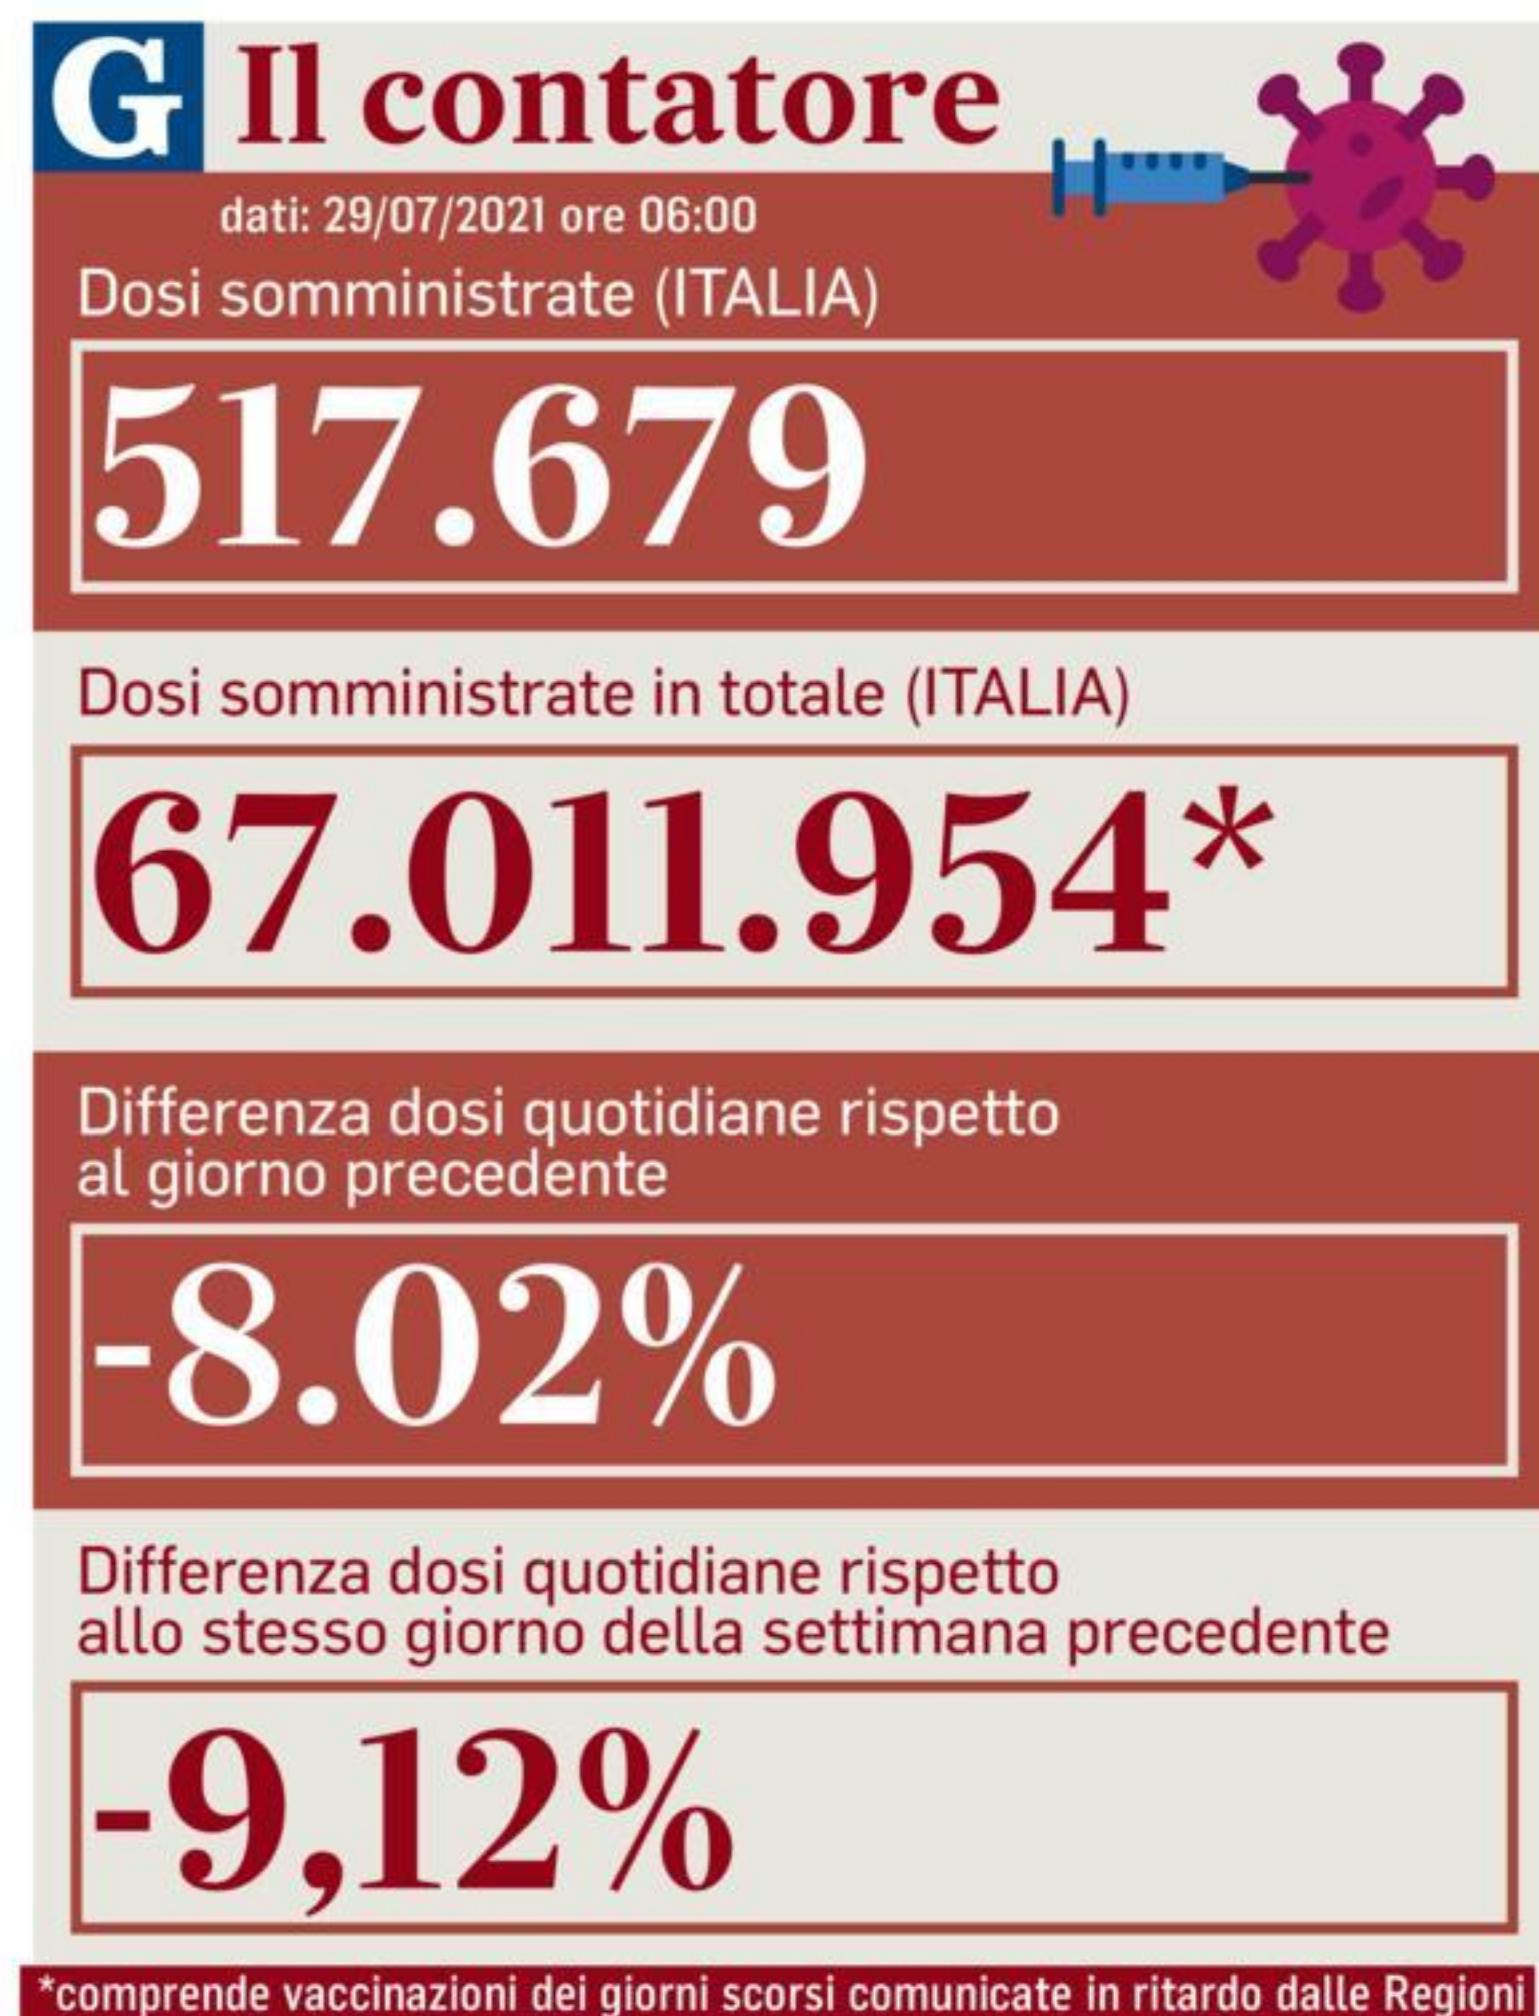 G Il contatore
dati: 29/07/2021 ore 06:00
Dosi somministrate (ITALIA)
517.679
Dosi somministrate in totale (ITALIA)
67.011.954*
Differenza dosi quotidiane rispetto
al giorno precedente
-8.02%
Differenza dosi quotidiane rispetto
allo stesso giorno della settimana precedente
-9,12%
*comprende vaccinazioni dei giorni scorsi comunicate in ritardo dalle Regioni